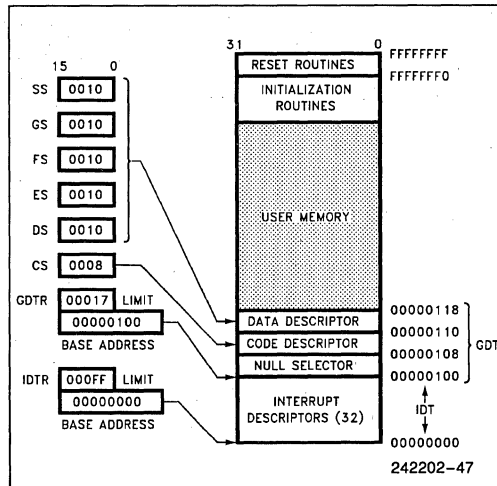 31 0
RESET ROUTINES
FFFFFFFF
FFFFFFF0
INITIALIZATION
ROUTINES
USER MEMORY
15 0
SS 0010
GS 0010
FS 0010
ES 0010
DS 0010
CS 0008
GDTR 00017 LIMIT
00000100
BASE ADDRESS
IDTR 000FF LIMIT
00000000
BASE ADDRESS
DATA DESCRIPTOR
CODE DESCRIPTOR
NULL SELECTOR
INTERRUPT
DESCRIPTORS (32)
00000118
00000110
00000108
00000100
GDT
IDT
00000000
242202-47